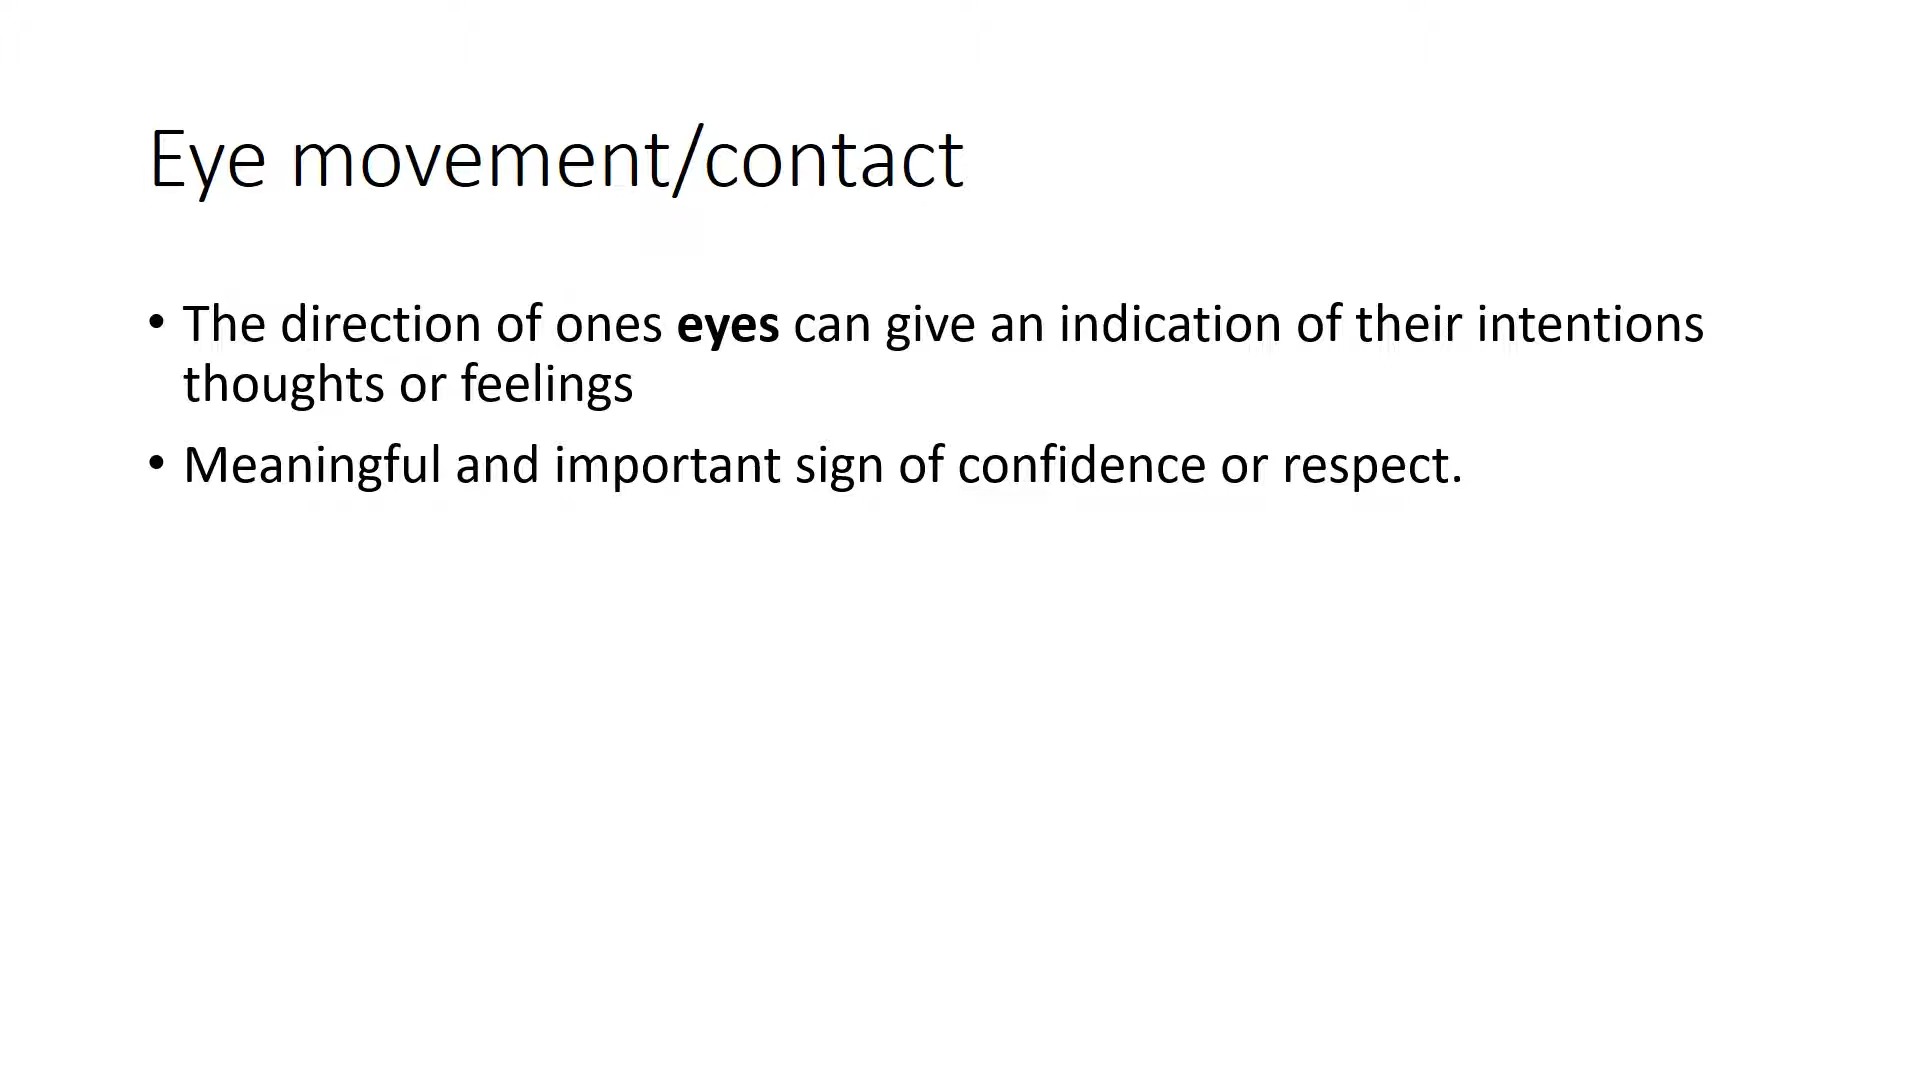 Eye movement/contact
• The direction of ones eyes can give an indication of their intentions
thoughts or feelings
• Meaningful and important sign of confidence or respect.